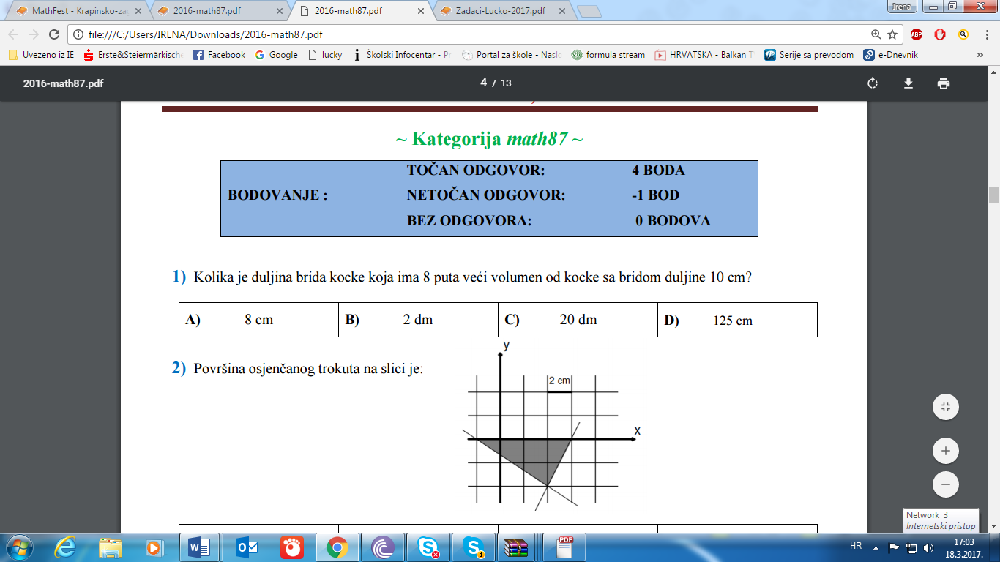 MathFest - Krapinsko-za
2016-math87.pdf
2016-math87.pdf
Zadaci-Lucko-2017.pdf
Irena
file:///C:/Users/IRENA/Downloads/2016-math87.pdf
ABP
Uvezeno iz IE
Erste&Steiermärkische
Facebook
Google
lucky
Školski Infocentar - Pr
Portal za škole - Naslo
formula stream
HRVATSKA - Balkan T
Serije sa prevodom
e-Dnevnik
»
2016-math87.pdf
4 / 13
~ Kategorija math87 ~
BODOVANJE :
TOČAN ODGOVOR: 4 BODA
NETOČAN ODGOVOR: -1 BOD
BEZ ODGOVORA: 0 BODOVA
1) Kolika je duljina brida kocke koja ima 8 puta veći volumen od kocke sa bridom duljine 10 cm?
A) 8 cm
B) 2 dm
C) 20 dm
D) 125 cm
2) Površina osjenčanog trokuta na slici je:
y
2 cm
x
Network 3
Internetski pristup
HR
17:03
18.3.2017.